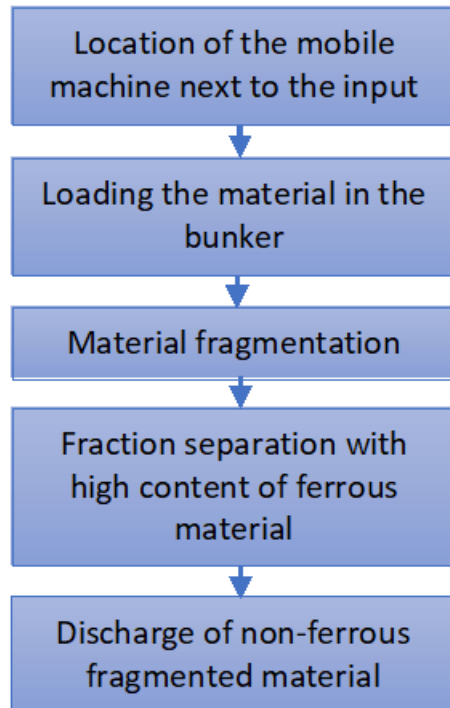 Location of the mobile
machine next to the input
Loading the material in the
bunker
Material fragmentation
Fraction separation with
high content of ferrous
material
Discharge of non-ferrous
fragmented material